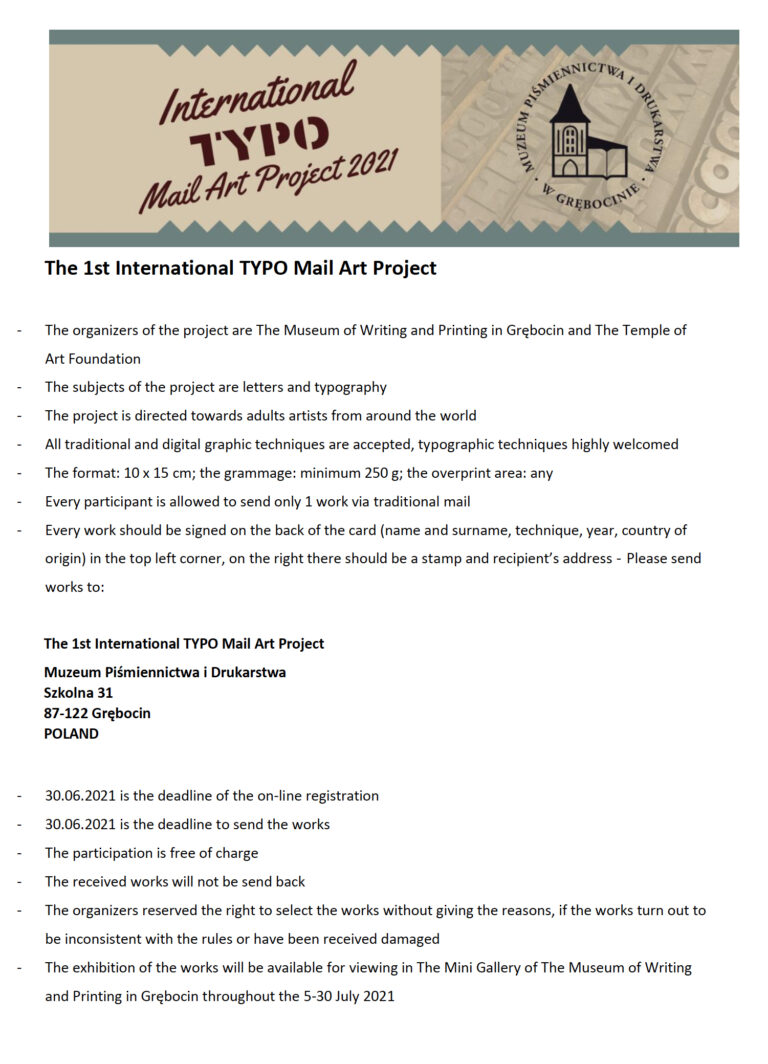 International
TYPO
Mail Art Project 2021
MUZEUM PIŚMIENNICTWA I DRUKARSTWA
• W GRĘBOCINIE •
The 1st International TYPO Mail Art Project
- The organizers of the project are The Museum of Writing and Printing in Grębocin and The Temple of
Art Foundation
- The subjects of the project are letters and typography
- The project is directed towards adults artists from around the world
- All traditional and digital graphic techniques are accepted, typographic techniques highly welcomed
- The format: 10 x 15 cm; the grammage: minimum 250 g; the overprint area: any
- Every participant is allowed to send only 1 work via traditional mail
- Every work should be signed on the back of the card (name and surname, technique, year, country of
origin) in the top left corner, on the right there should be a stamp and recipient's address - Please send
works to:
The 1st International TYPO Mail Art Project
Muzeum Piśmiennictwa i Drukarstwa
Szkolna 31
87-122 Grębocin
POLAND
- 30.06.2021 is the deadline of the on-line registration
- 30.06.2021 is the deadline to send the works
- The participation is free of charge
- The received works will not be send back
- The organizers reserved the right to select the works without giving the reasons, if the works turn out to
be inconsistent with the rules or have been received damaged
- The exhibition of the works will be available for viewing in The Mini Gallery of The Museum of Writing
and Printing in Grębocin throughout the 5-30 July 2021